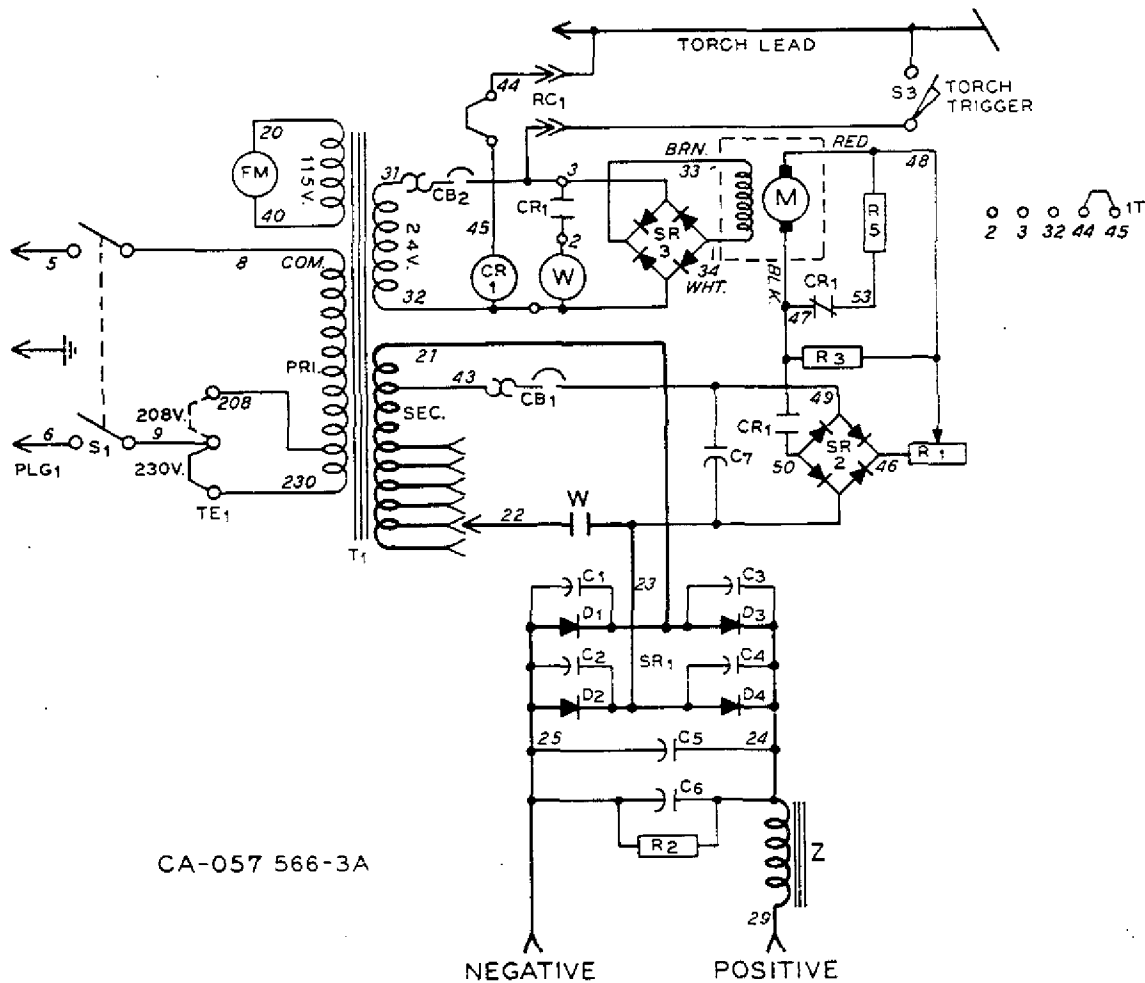 TORCH LEAD
44
RC1
S3
TORCH
TRIGGER
20
FM
115V.
40
31
CB2
3
BRN.
33
RED
48
M
R
5
1T
2 3 32 44 45
24V.
45
CR1
2
SR
3
34
WHT.
BLK.
CR
1
W
32
CR1
53
47
5
8
COM.
PRI.
21
43
SEC.
CB1
R3
49
CR1
SR
2
50
46
R1
C7
208V.
208
6
S1
9
PLG1
230V.
230
TE1
T1
22
W
23
C1
C3
D1
D3
C2
SR1
C4
D2
D4
25
C5
24
C6
R2
Z
CA-057 566-3A
29
NEGATIVE
POSITIVE